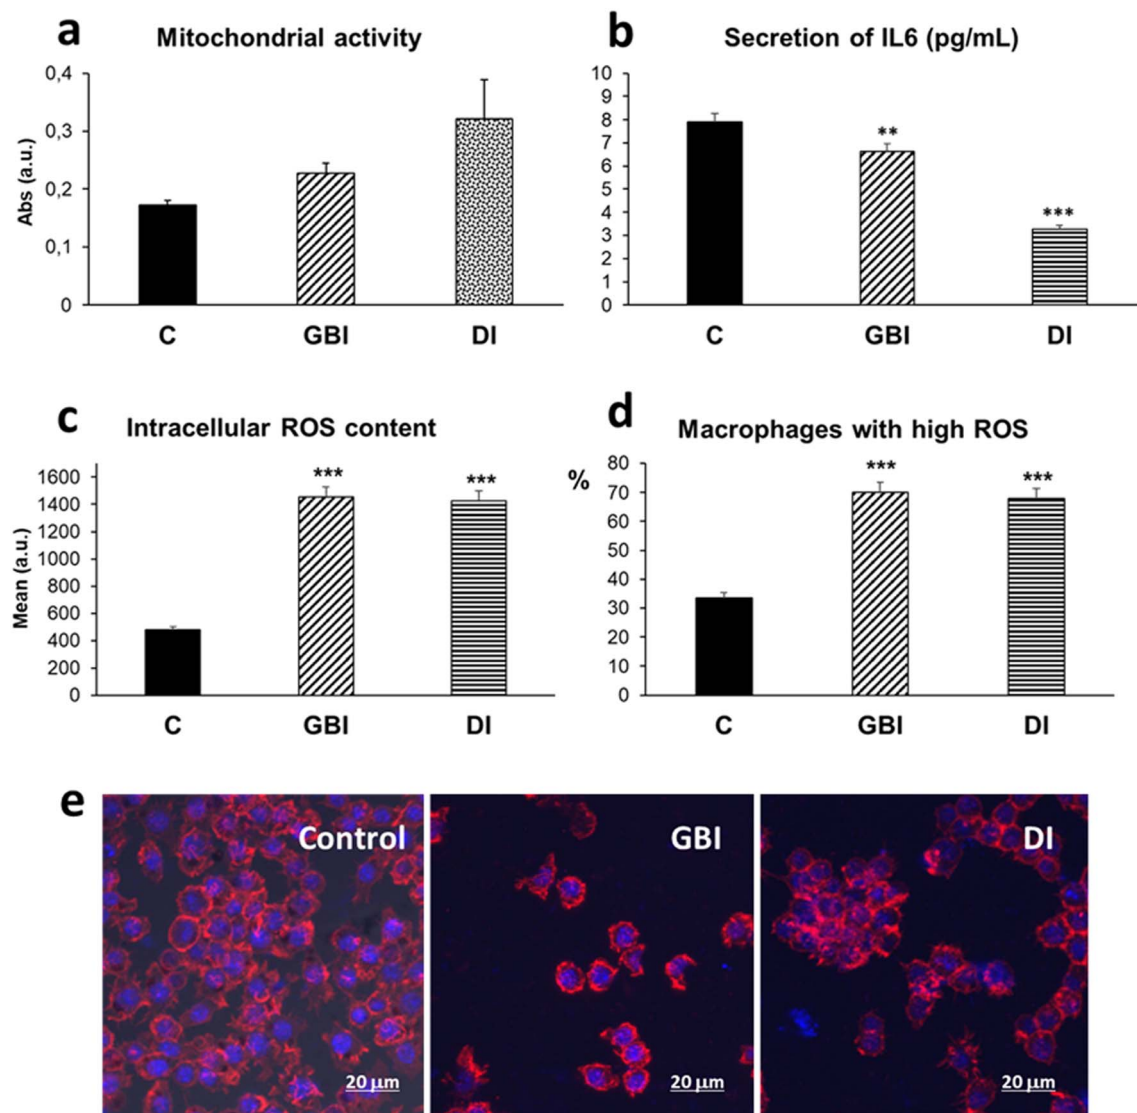 a
Mitochondrial activity
Abs (a.u.)
0,4
0,3
0,2
0,1
0
C GBI DI
b
Secretion of IL6 (pg/mL)
10
9
8
7
6
5
4
3
2
1
0
**
***
C GBI DI
c
Intracellular ROS content
Mean (a.u.)
1600
1400
1200
1000
800
600
400
200
0
*** ***
C GBI DI
d
Macrophages with high ROS
%
80
70
60
50
40
30
20
10
0
*** ***
C GBI DI
e
Control GBI DI
20 μm 20 μm 20 μm